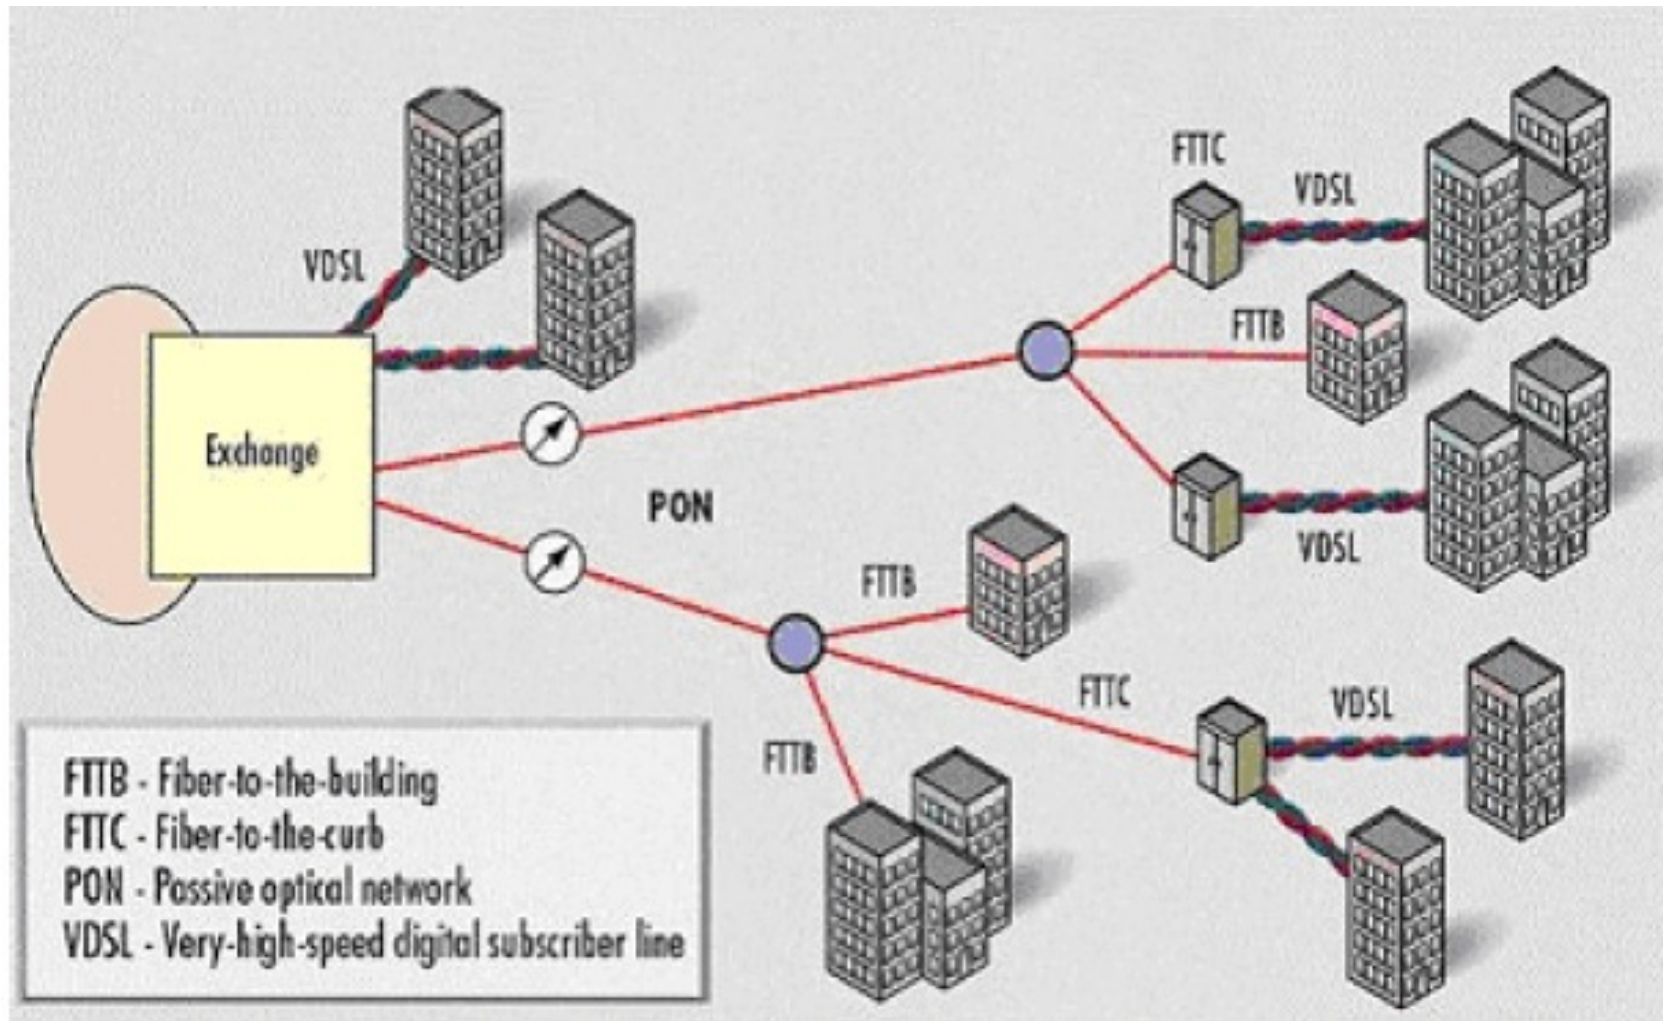 FTTC
VDSL
VDSL
FTTB
Exchange
PON
VDSL
FTTB
FTTC
VDSL
FTTB
FTTB - Fiber-to-the-building
FTTC - Fiber-to-the-curb
PON - Passive optical network
VDSL - Very-high-speed digital subscriber line